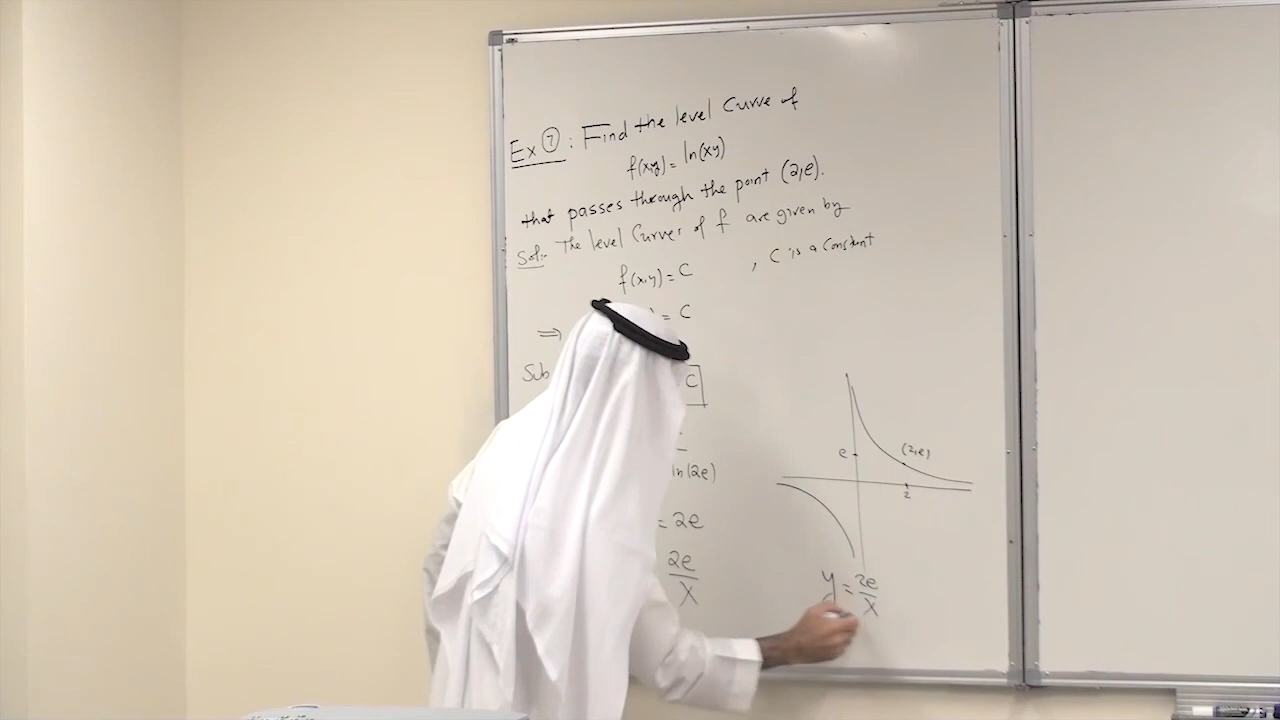 Ex ⑦ : Find the level Curve of
f(x,y) = ln(xy)
that passes through the point (2,e).
Sol:- The level Curves of f are given by
f(x,y) = C , C is a constant
⇒ = C
Sub C
ln(2e)
= 2e
2e
X
e
(2,e)
2
y = 2e
X